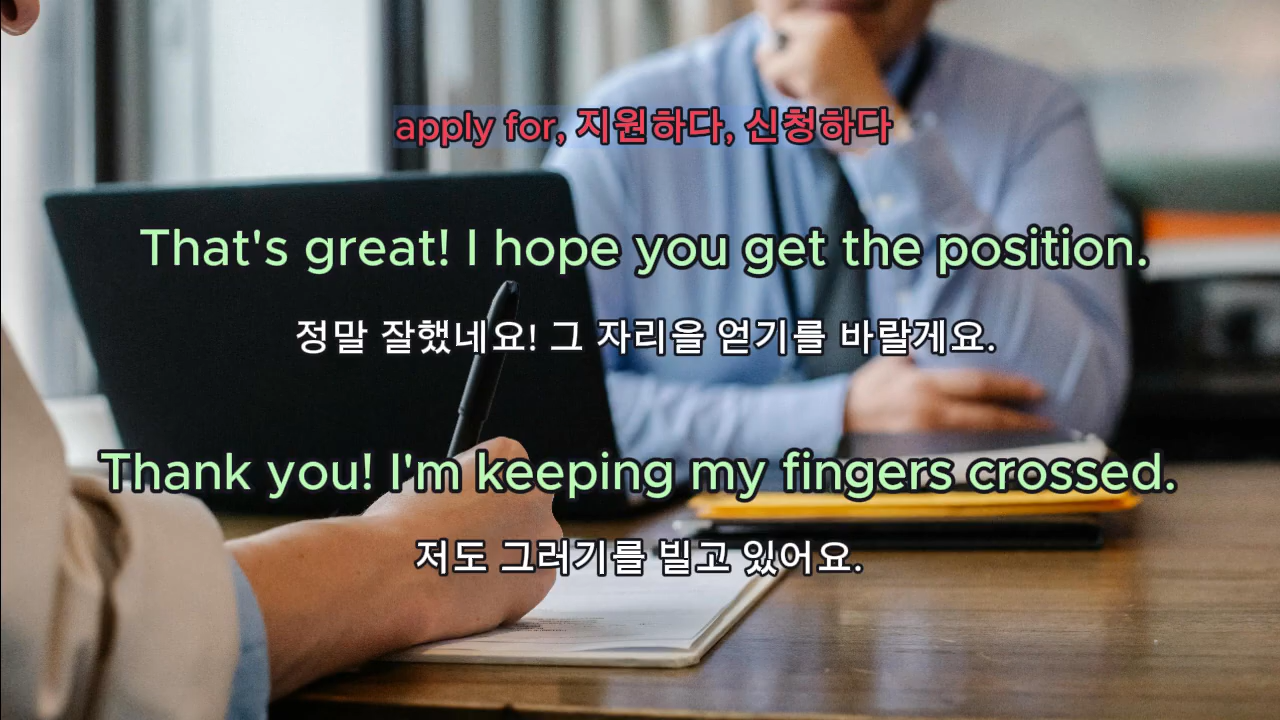 apply for, 지원하다, 신청하다
That's great! I hope you get the position.
정말 잘했네요! 그 자리을 얻기를 바랄게요.
Thank you! I'm keeping my fingers crossed.
저도 그러기를 빌고 있어요.